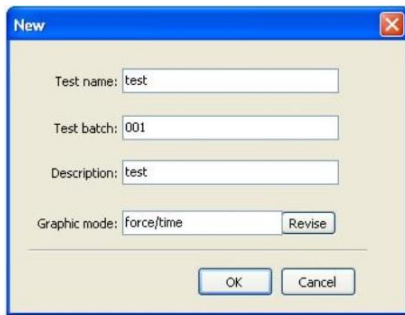 New
Test name: test
Test batch: 001
Description: test
Graphic mode: force/time Revise
OK Cancel